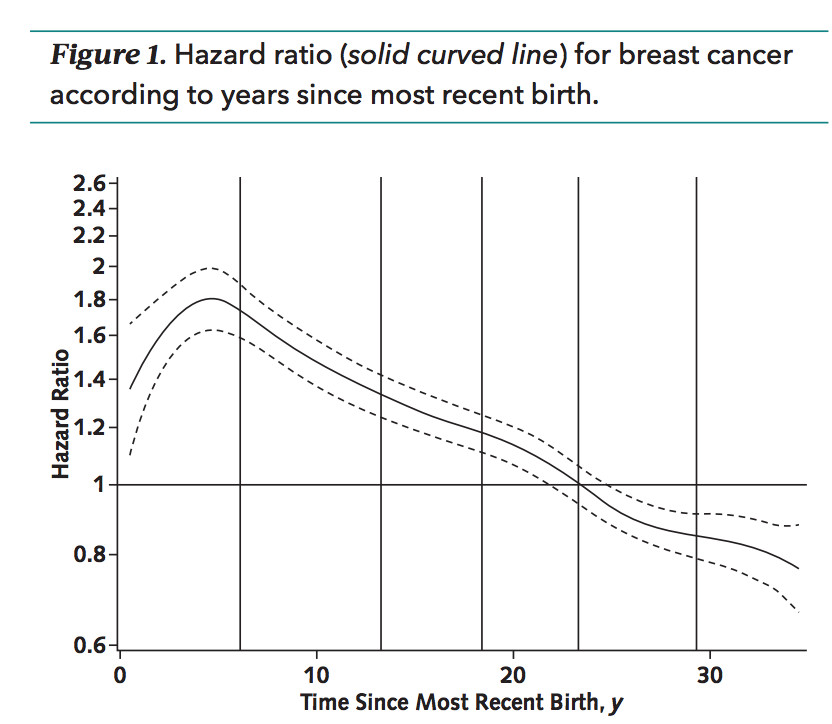 Figure 1. Hazard ratio (solid curved line) for breast cancer
according to years since most recent birth.
2.6
2.4
2.2
2
1.8
1.6
1.4
1.2
1
0.8
0.6
Hazard Ratio
0 10 20 30
Time Since Most Recent Birth, y